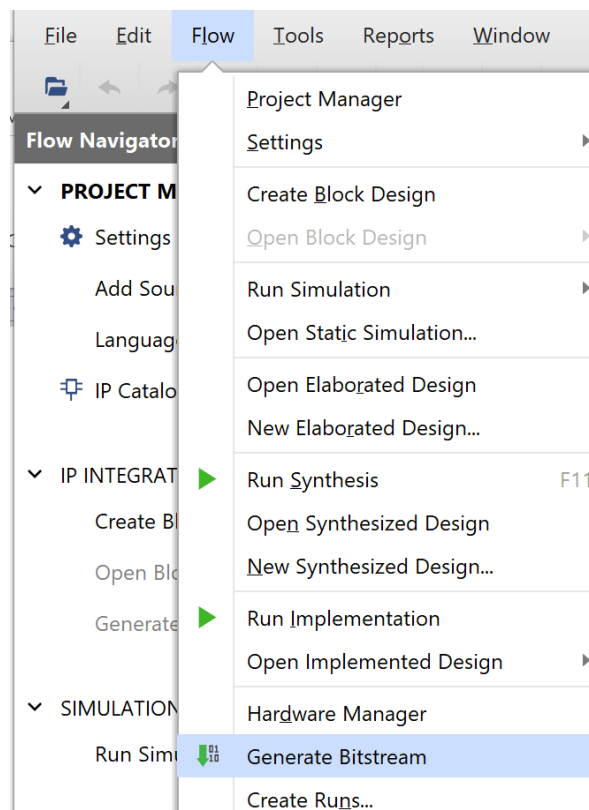 File Edit Flow Tools Reports Window
Flow Navigator
PROJECT M
Settings
Add Sou
Languag
IP Catalo
IP INTEGRAT
Create Bl
Open Blo
Generate
SIMULATION
Run Simu
Project Manager
Settings
Create Block Design
Open Block Design
Run Simulation
Open Static Simulation...
Open Elaborated Design
New Elaborated Design...
Run Synthesis F11
Open Synthesized Design
New Synthesized Design...
Run Implementation
Open Implemented Design
Hardware Manager
01
10
Generate Bitstream
Create Runs...